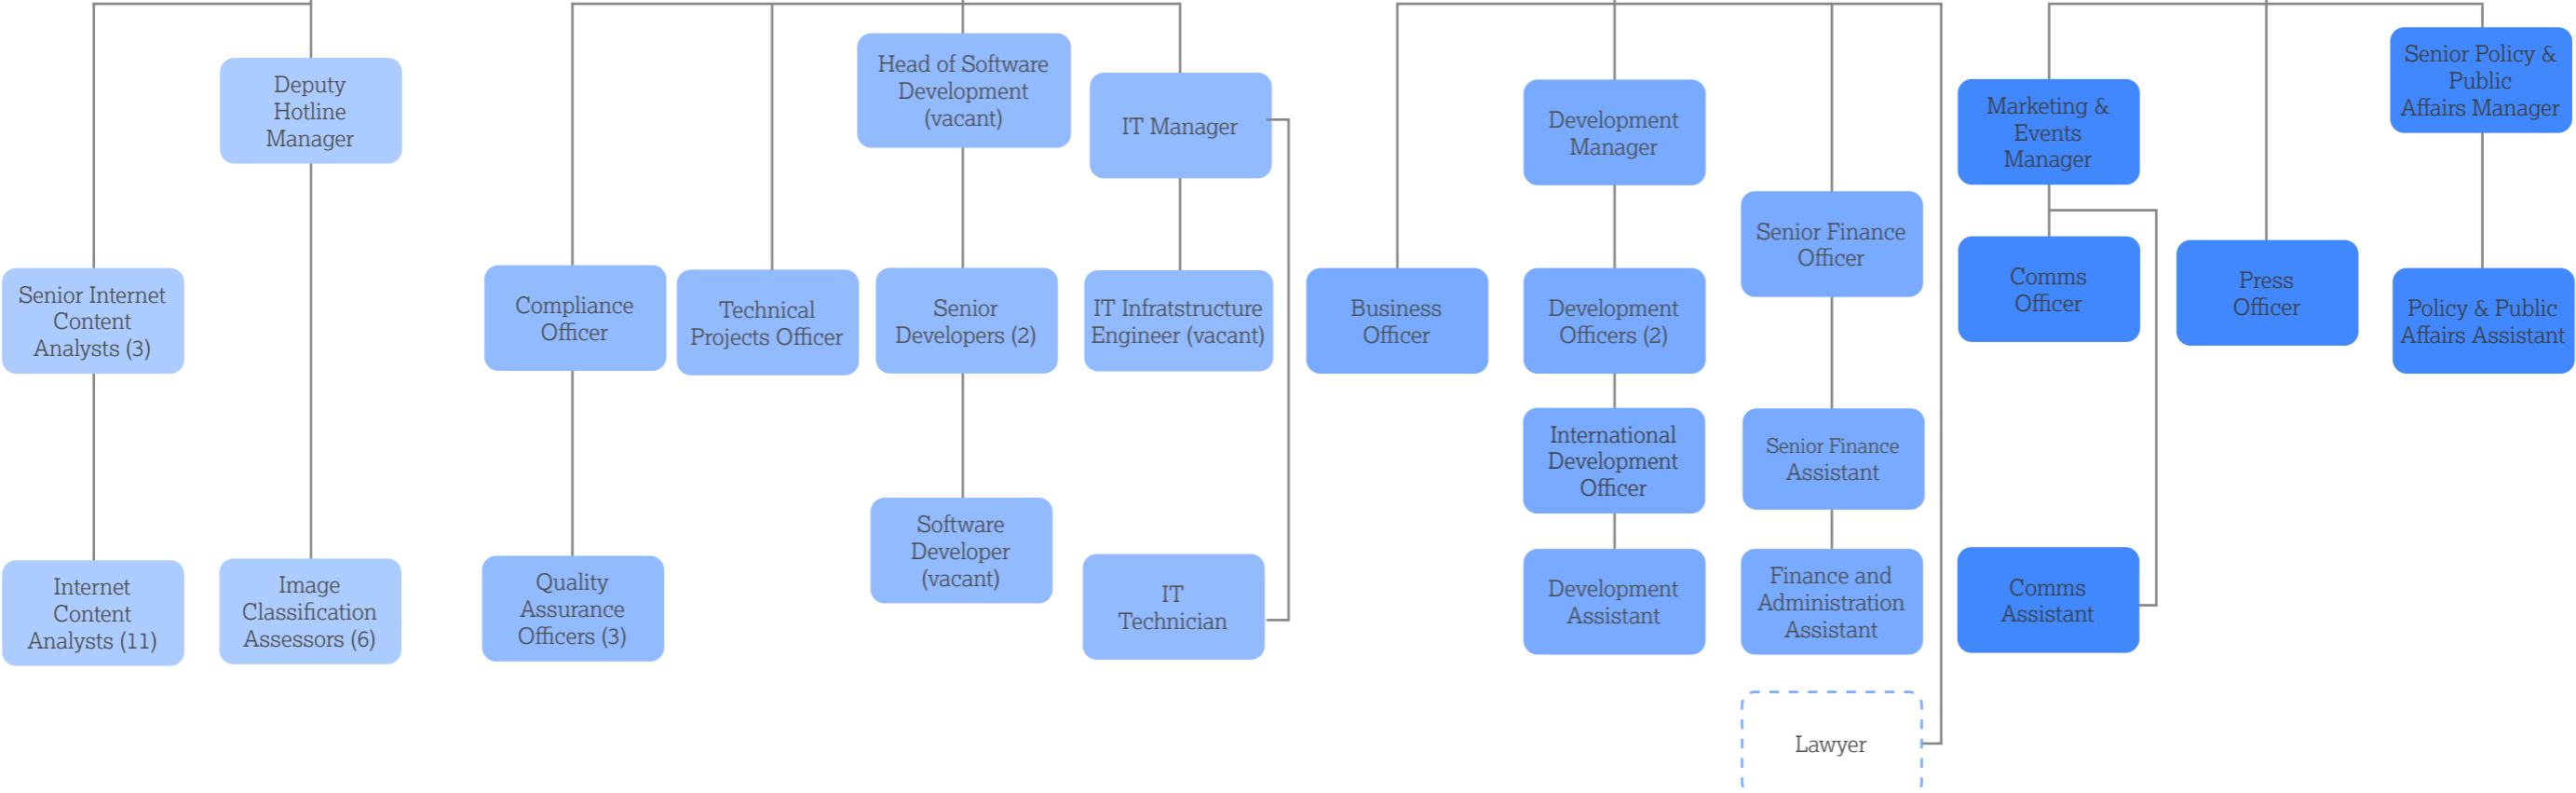 Deputy
Hotline
Manager
Senior Internet
Content
Analysts (3)
Internet
Content
Analysts (11)
Image
Classification
Assessors (6)
Head of Software
Development
(vacant)
IT Manager
Compliance
Officer
Technical
Projects Officer
Senior
Developers (2)
IT Infratstructure
Engineer (vacant)
Quality
Assurance
Officers (3)
Software
Developer
(vacant)
IT
Technician
Development
Manager
Senior Finance
Officer
Business
Officer
Development
Officers (2)
International
Development
Officer
Senior Finance
Assistant
Development
Assistant
Finance and
Administration
Assistant
Lawyer
Senior Policy &
Public
Affairs Manager
Marketing &
Events
Manager
Comms
Officer
Press
Officer
Policy & Public
Affairs Assistant
Comms
Assistant